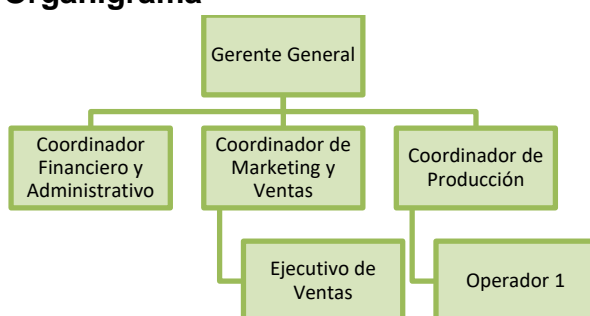 Organigrama
Gerente General
Coordinador
Financiero y
Administrativo
Coordinador de
Marketing y
Ventas
Coordinador de
Producción
Ejecutivo de
Ventas
Operador 1